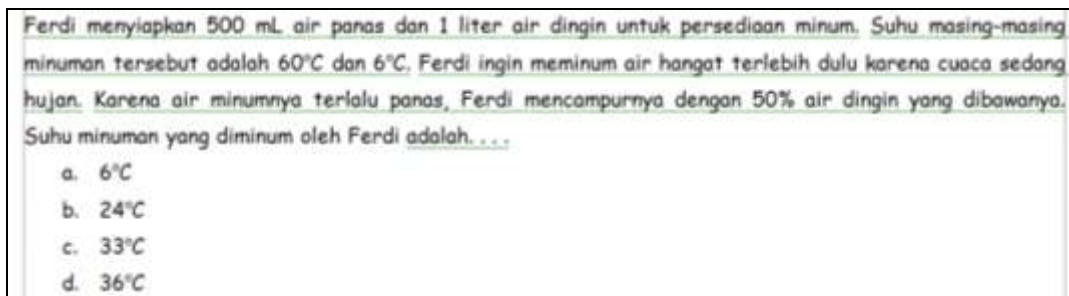 Ferdi menyiapkan 500 mL air panas dan 1 liter air dingin untuk persediaan minum. Suhu masing-masing
minuman tersebut adalah 60°C dan 6°C. Ferdi ingin meminum air hangat terlebih dulu karena cuaca sedang
hujan. Karena air minumnya terlalu panas, Ferdi mencampurnya dengan 50% air dingin yang dibawanya.
Suhu minuman yang diminum oleh Ferdi adalah. . . .
a. 6°C
b. 24°C
c. 33°C
d. 36°C